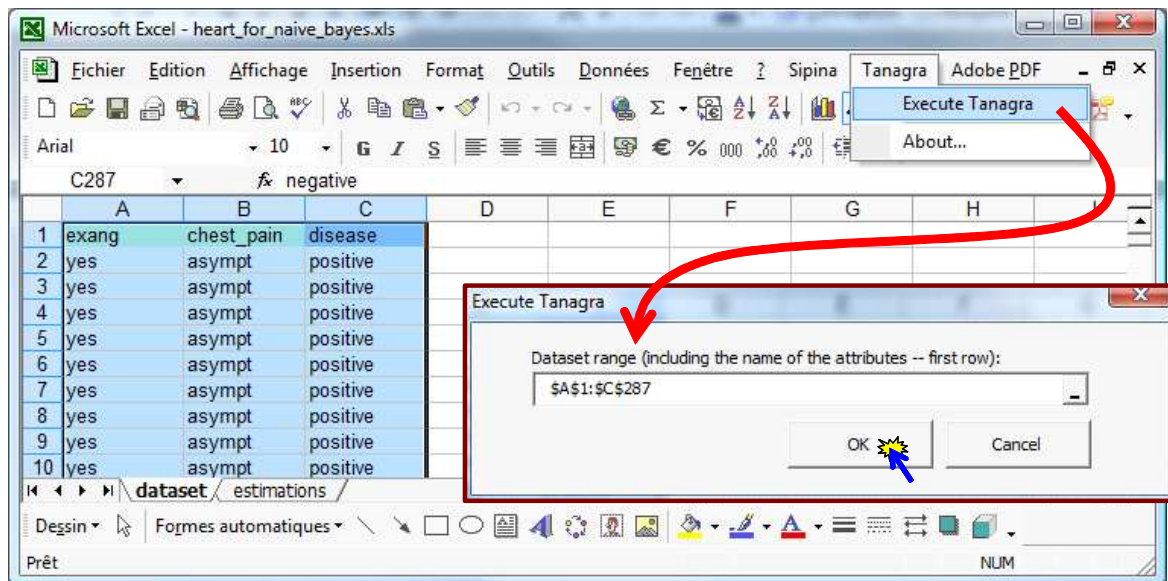 Microsoft Excel - heart_for_naive_bayes.xls
Fichier Edition Affichage Insertion Format Outils Données Fenêtre ? Sipina Tanagra Adobe PDF
Execute Tanagra
About...
Arial 10 G I S € % 000
C287 fx negative
A B C D E F G H
1 exang chest_pain disease
2 yes asympt positive
3 yes asympt positive
4 yes asympt positive
5 yes asympt positive
6 yes asympt positive
7 yes asympt positive
8 yes asympt positive
9 yes asympt positive
10 yes asympt positive
Execute Tanagra
Dataset range (including the name of the attributes -- first row):
$A$1:$C$287
OK Cancel
dataset estimations
Dessin Formes automatiques
Prêt NUM